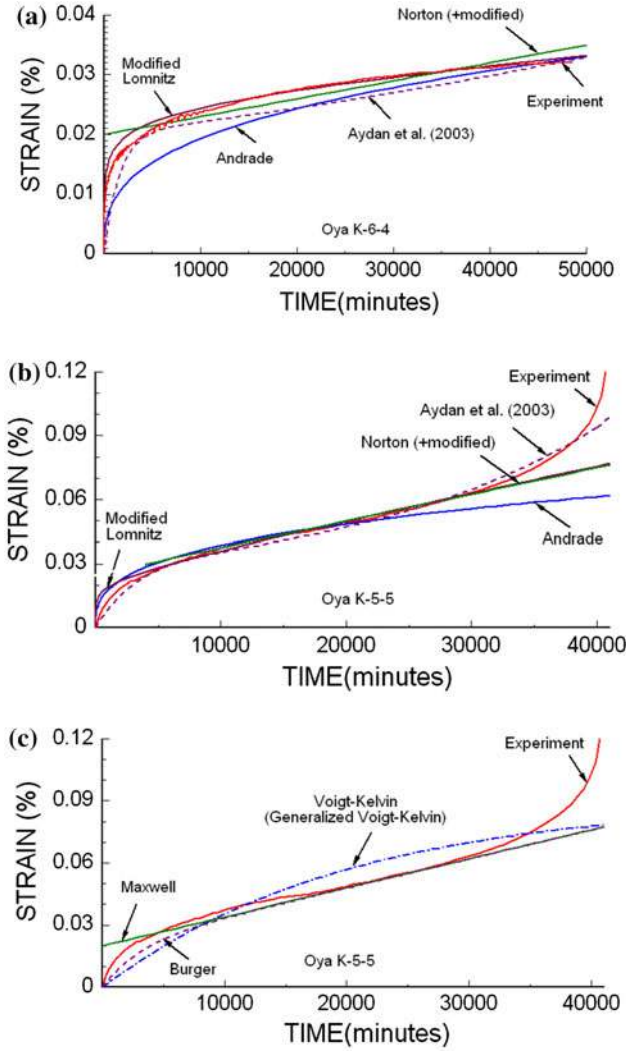 (a)
0.04
Norton (+modified)
Modified
Lomnitz
0.03
Experiment
STRAIN (%)
0.02
Aydan et al. (2003)
Andrade
0.01
Oya K-6-4
0
10000 20000 30000 40000 50000
TIME(minutes)
(b)
0.12
Experiment
Aydan et al. (2003)
0.09
Norton (+modified)
STRAIN (%)
0.06
Modified
Lomnitz
Andrade
0.03
Oya K-5-5
0
10000 20000 30000 40000
TIME(minutes)
(c)
0.12
Experiment
Voigt-Kelvin
(Generalized Voigt-Kelvin)
0.09
STRAIN (%)
0.06
Maxwell
0.03
Burger
Oya K-5-5
0
10000 20000 30000 40000
TIME(minutes)